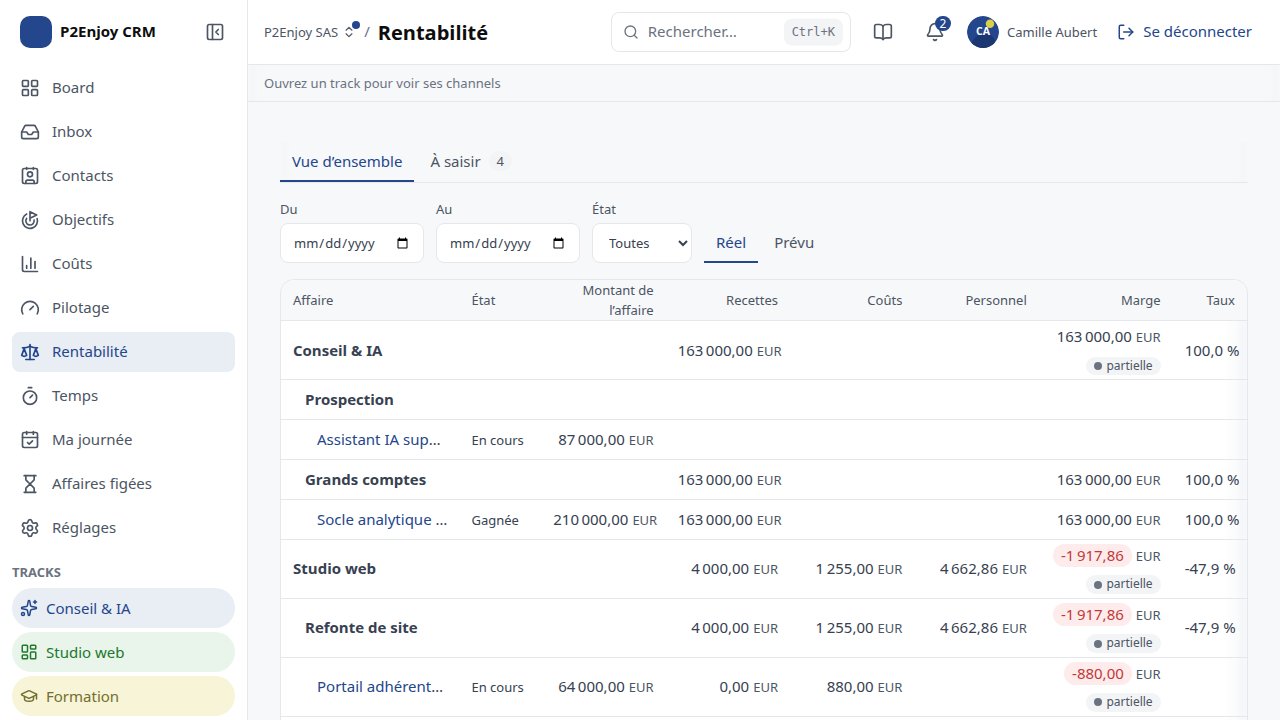 P2Enjoy CRM
P2Enjoy SAS / Rentabilité
Rechercher... Ctrl+K
2
CA Camille Aubert
Se déconnecter
Board
Inbox
Contacts
Objectifs
Coûts
Pilotage
Rentabilité
Temps
Ma journée
Affaires figées
Réglages
TRACKS
Conseil & IA
Studio web
Formation
Ouvrez un track pour voir ses channels
Vue d'ensemble À saisir 4
Du Au État
mm/dd/yyyy mm/dd/yyyy Toutes Réel Prévu
Affaire État Montant de l'affaire Recettes Coûts Personnel Marge Taux
Conseil & IA 163 000,00 EUR 163 000,00 EUR partielle 100,0 %
Prospection
Assistant IA sup... En cours 87 000,00 EUR
Grands comptes 163 000,00 EUR 163 000,00 EUR 100,0 %
Socle analytique ... Gagnée 210 000,00 EUR 163 000,00 EUR 163 000,00 EUR 100,0 %
Studio web 4 000,00 EUR 1 255,00 EUR 4 662,86 EUR -1 917,86 EUR partielle -47,9 %
Refonte de site 4 000,00 EUR 1 255,00 EUR 4 662,86 EUR -1 917,86 EUR partielle -47,9 %
Portail adhérent... En cours 64 000,00 EUR 0,00 EUR 880,00 EUR -880,00 EUR partielle